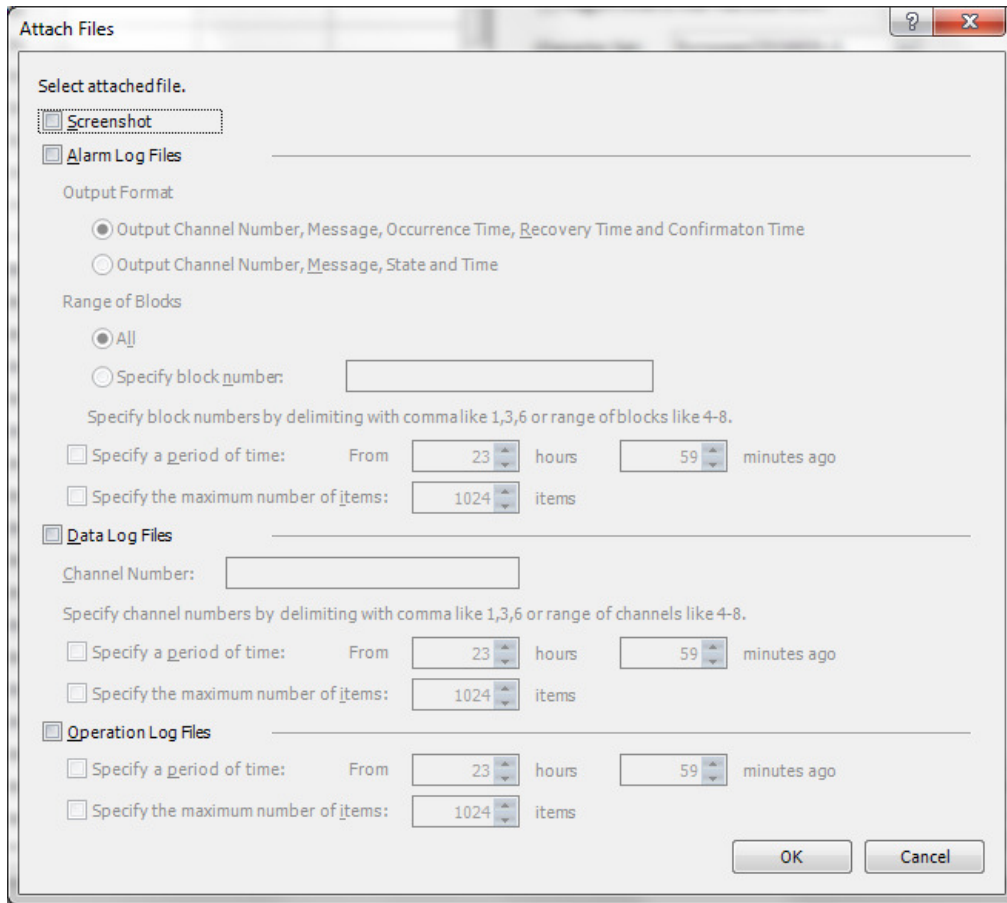 Attach Files
Select attached file.
Screenshot
Alarm Log Files
Output Format
Output Channel Number, Message, Occurrence Time, Recovery Time and Confirmaton Time
Output Channel Number, Message, State and Time
Range of Blocks
All
Specify block number:
Specify block numbers by delimiting with comma like 1,3,6 or range of blocks like 4-8.
Specify a period of time: From 23 hours 59 minutes ago
Specify the maximum number of items: 1024 items
Data Log Files
Channel Number:
Specify channel numbers by delimiting with comma like 1,3,6 or range of channels like 4-8.
Specify a period of time: From 23 hours 59 minutes ago
Specify the maximum number of items: 1024 items
Operation Log Files
Specify a period of time: From 23 hours 59 minutes ago
Specify the maximum number of items: 1024 items
OK Cancel